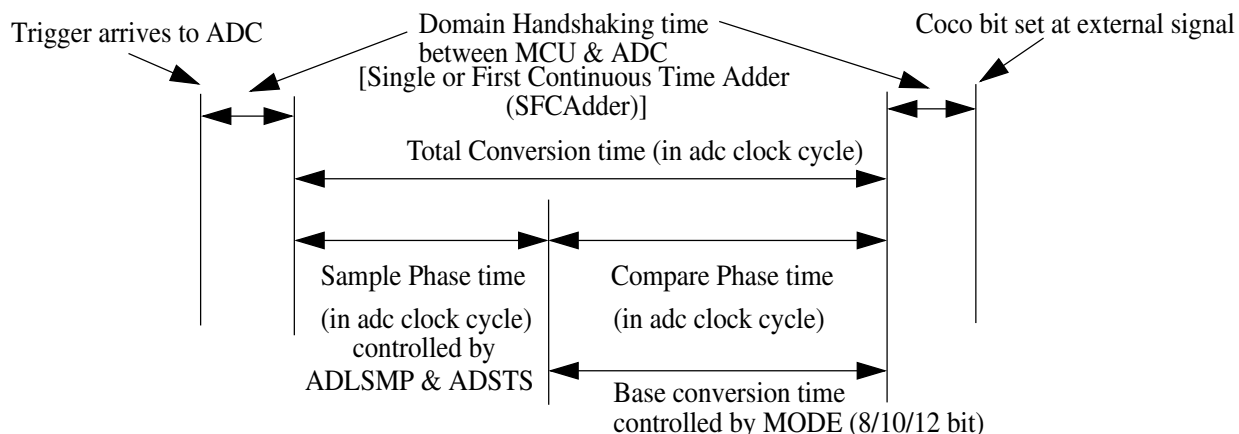 Trigger arrives to ADC
Domain Handshaking time
between MCU & ADC
[Single or First Continuous Time Adder
(SFCAdder)]
Coco bit set at external signal
Total Conversion time (in adc clock cycle)
Sample Phase time
(in adc clock cycle)
controlled by
ADLSMP & ADSTS
Compare Phase time
(in adc clock cycle)
Base conversion time
controlled by MODE (8/10/12 bit)